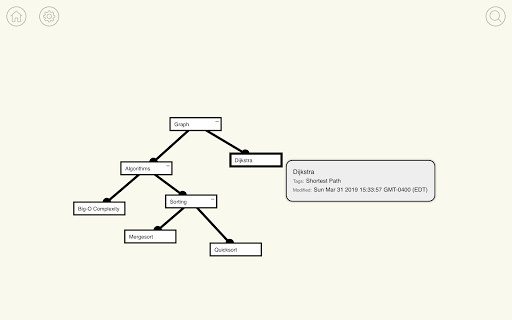 Graph
Dijkstra
Algorithms
Dijkstra
Tags: Shortest Path
Modified: Sun Mar 31 2019 15:33:57 GMT-0400 (EDT)
Big-O Complexity
Sorting
Mergesort
Quicksort